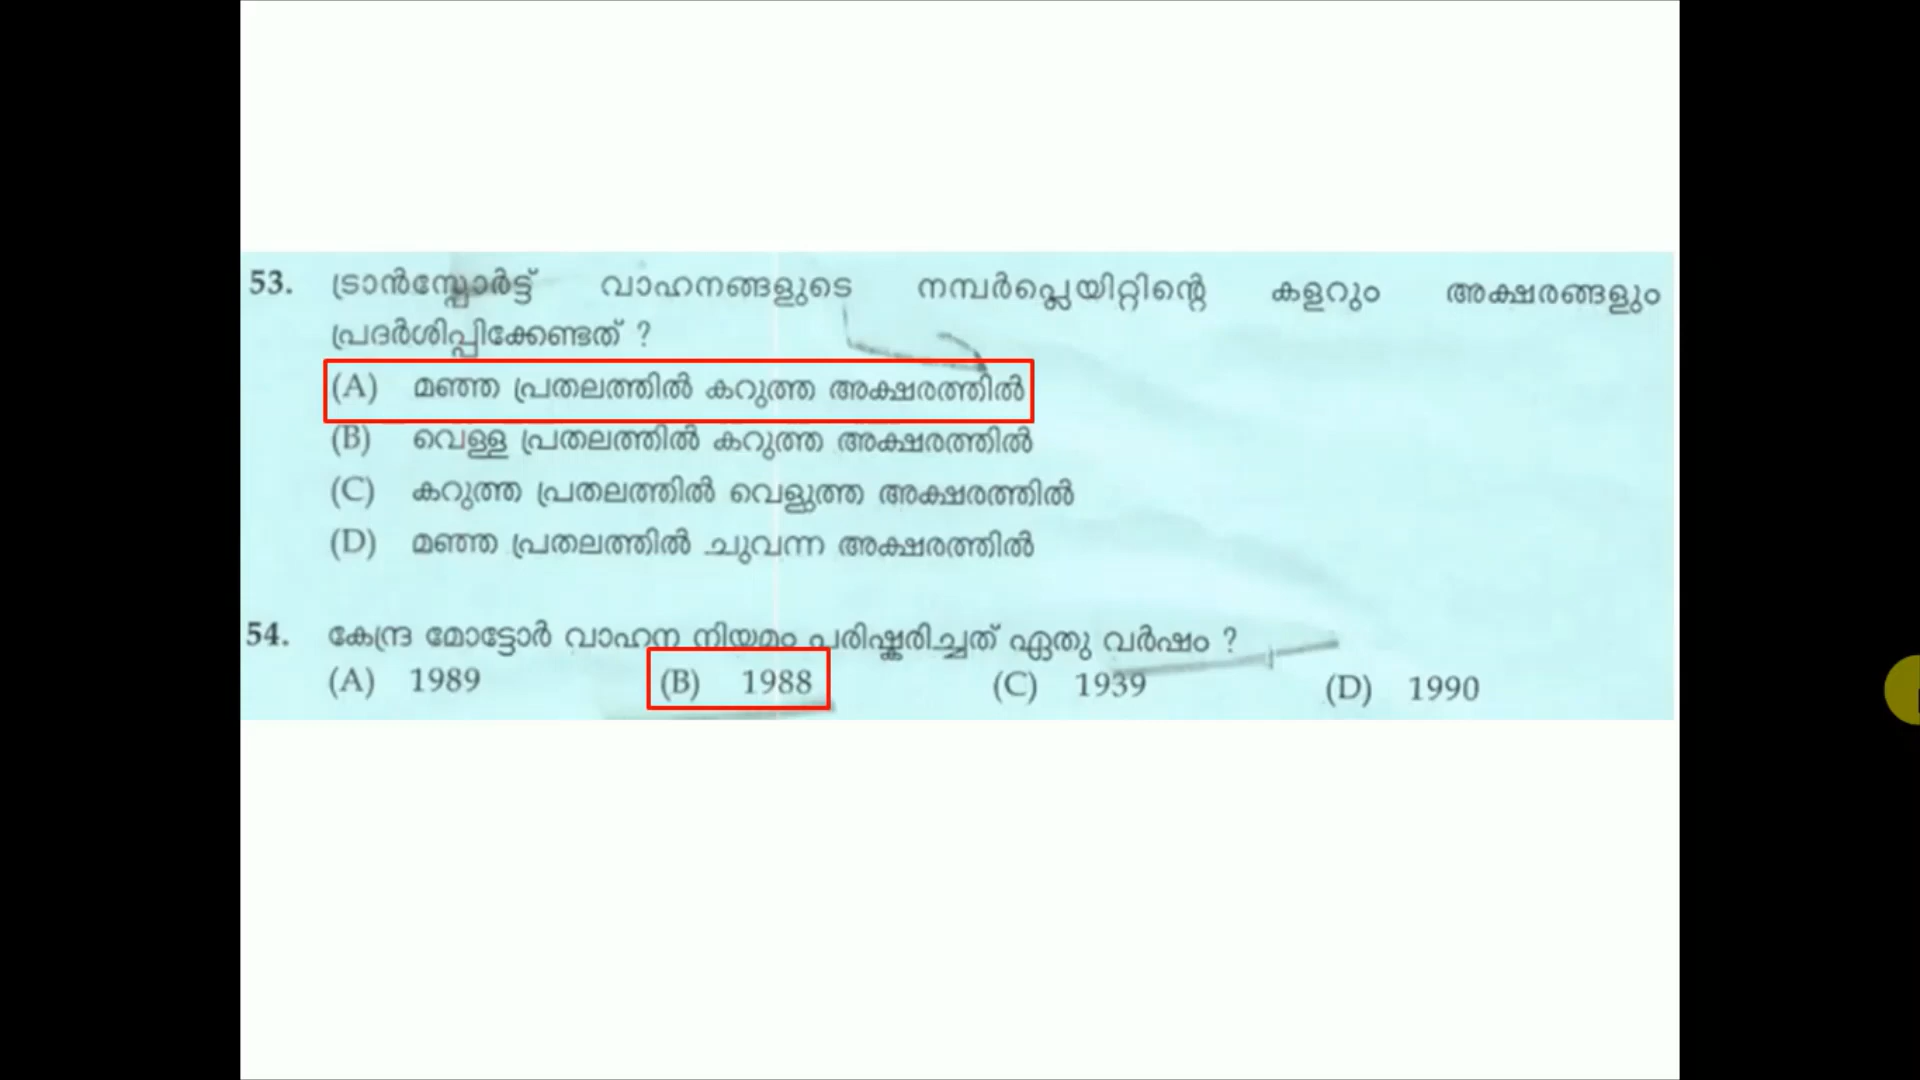 53. ട്രാൻസ്പോർട്ട് വാഹനങ്ങളുടെ നമ്പർപ്ലെയിറ്റിന്റെ കളറും അക്ഷരങ്ങളും
പ്രദർശിപ്പിക്കേണ്ടത് ?
(A) മഞ്ഞ പ്രതലത്തിൽ കറുത്ത അക്ഷരത്തിൽ
(B) വെള്ള പ്രതലത്തിൽ കറുത്ത അക്ഷരത്തിൽ
(C) കറുത്ത പ്രതലത്തിൽ വെളുത്ത അക്ഷരത്തിൽ
(D) മഞ്ഞ പ്രതലത്തിൽ ചുവന്ന അക്ഷരത്തിൽ
54. കേന്ദ്ര മോട്ടോർ വാഹന നിയമം പരിഷ്കരിച്ചത് ഏതു വർഷം ?
(A) 1989 (B) 1988 (C) 1939 (D) 1990